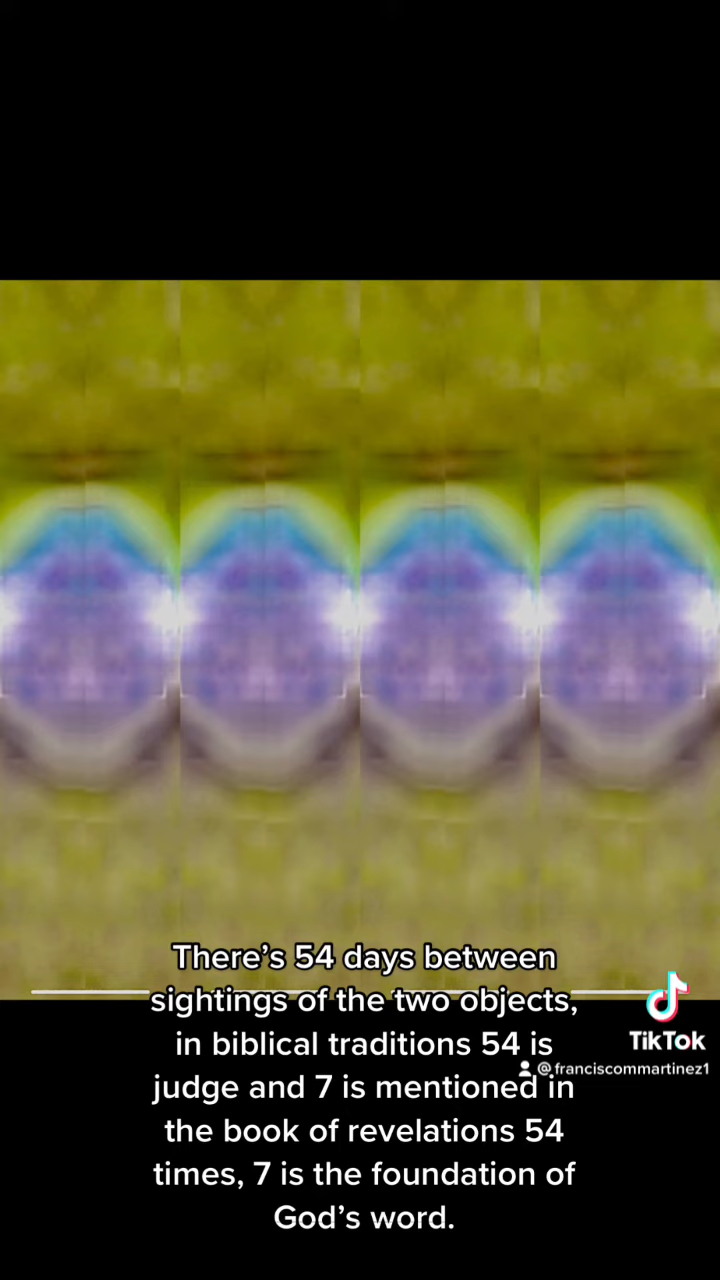 There’s 54 days between
sightings of the two objects,
in biblical traditions 54 is
judge and 7 is mentioned in
the book of revelations 54
times, 7 is the foundation of
God’s word.
TikTok
@franciscommartinez1